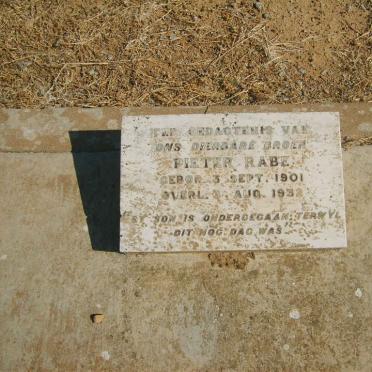 TER GEDAGTENIS VAN
ONS DIERBARE BROER
PIETER RABE.
GEBOR. 3 SEPT. 1901
OVERL. AUG. 1932
"SY SON IS ONDERGEGAAN, TERWYL
DIT NOG DAG WAS"